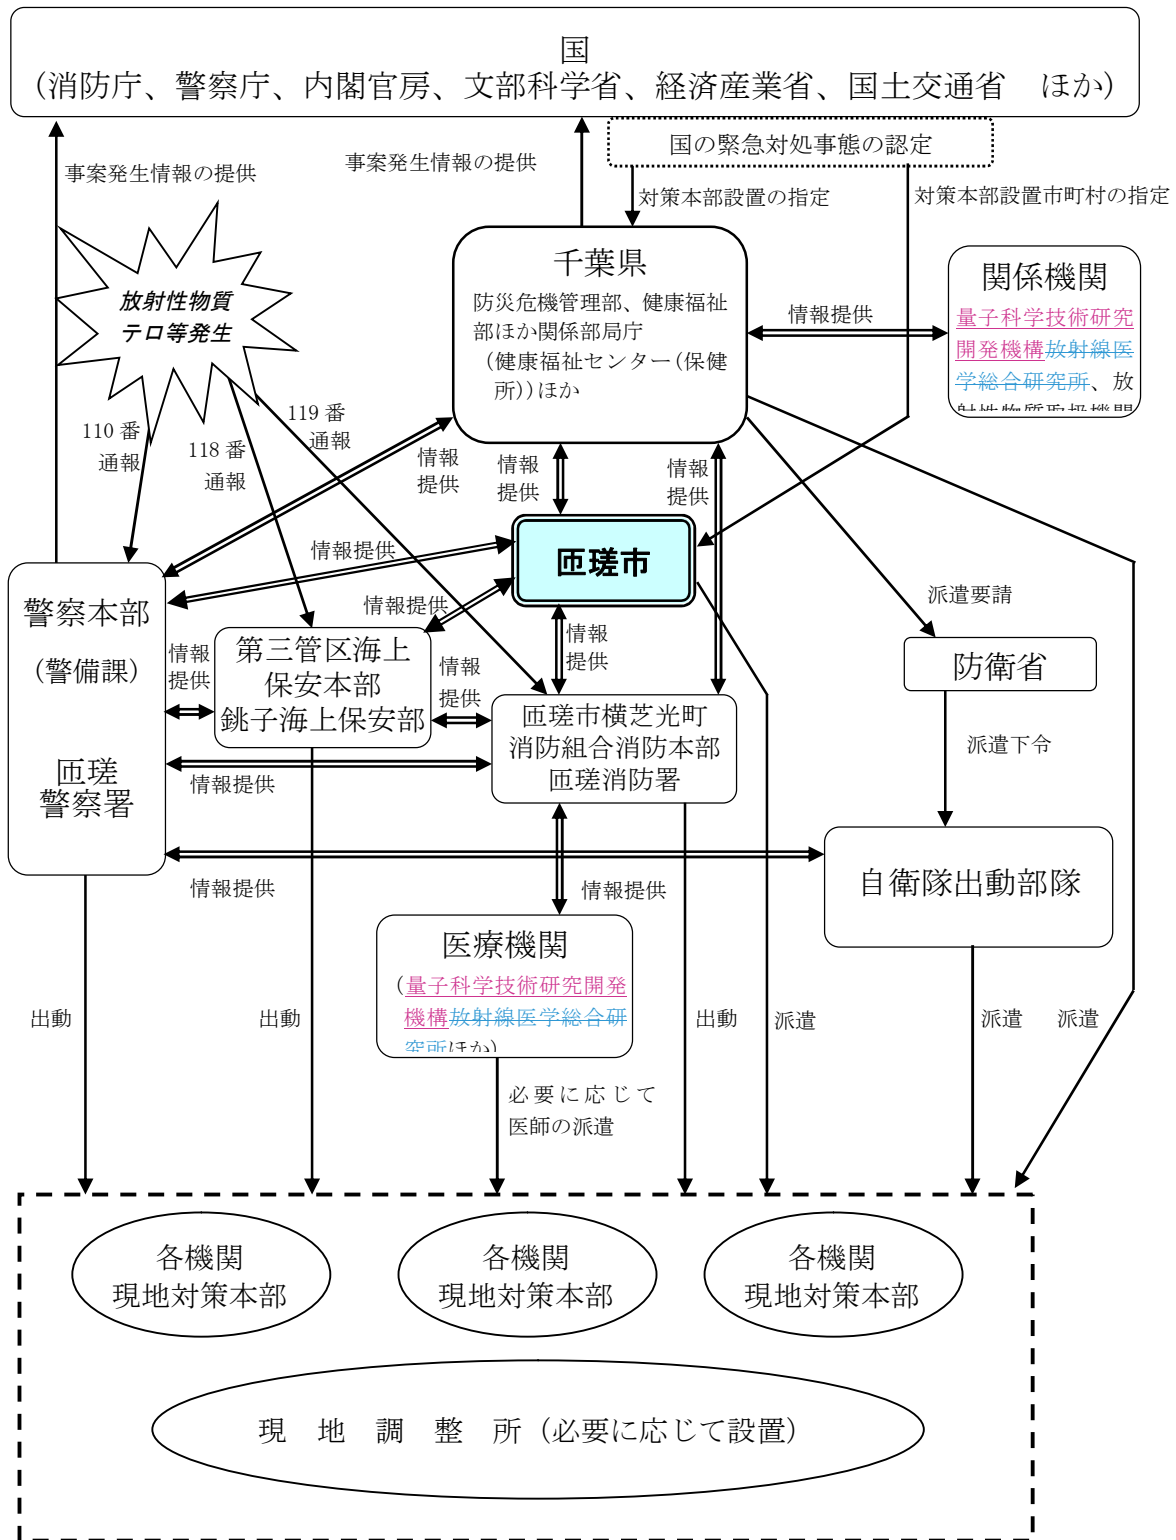 国
(消防庁、警察庁、内閣官房、文部科学省、経済産業省、国土交通省　ほか)
国の緊急対処事態の認定
事案発生情報の提供
事案発生情報の提供
対策本部設置の指定
対策本部設置市町村の指定
放射性物質
テロ等発生
千葉県
防災危機管理部、健康福祉
部ほか関係部局庁
(健康福祉センター(保健
所))ほか
情報提供
関係機関
量子科学技術研究
開発機構放射線医
学総合研究所、放
射性物質取扱機関
110 番
通報
118 番
通報
119 番
通報
情報
提供
情報
提供
情報
提供
匝瑳市
情報提供
情報提供
派遣要請
警察本部
(警備課)
匝瑳
警察署
情報
提供
第三管区海上
保安本部
銚子海上保安部
情報
提供
情報
提供
匝瑳市横芝光町
消防組合消防本部
匝瑳消防署
防衛省
派遣下令
情報提供
情報提供
情報提供
自衛隊出動部隊
医療機関
(量子科学技術研究開発
機構放射線医学総合研
究所ほか)
出動
出動
出動
派遣
派遣
派遣
必要に応じて
医師の派遣
各機関
現地対策本部
各機関
現地対策本部
各機関
現地対策本部
現　地　調　整　所 (必要に応じて設置)